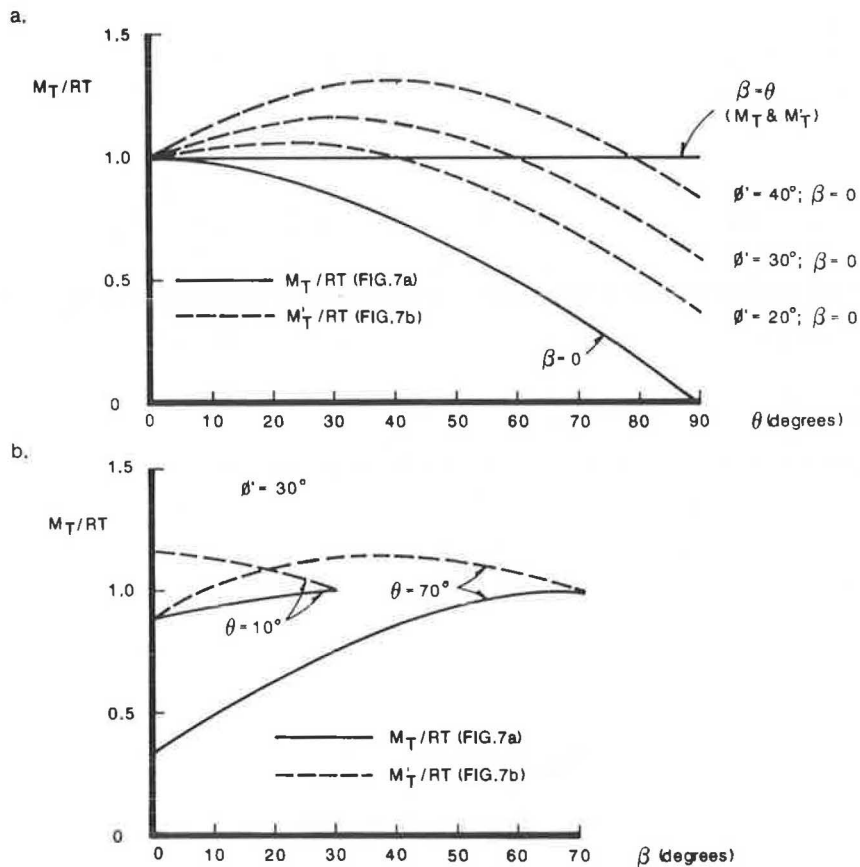 a.
1.5
M_T/RT
1.0
0.5
0
β=θ
(M_T & M'_T)
ø'= 40°; β= 0
ø'= 30°; β= 0
ø'= 20°; β= 0
M_T/RT (FIG.7a)
M'_T/RT (FIG.7b)
β=0
0 10 20 30 40 50 60 70 80 90 θ (degrees)
b.
1.5
ø'= 30°
M_T/RT
1.0
θ=10°
θ=70°
0.5
M_T/RT (FIG.7a)
M'_T/RT (FIG.7b)
0
0 10 20 30 40 50 60 70 β (degrees)